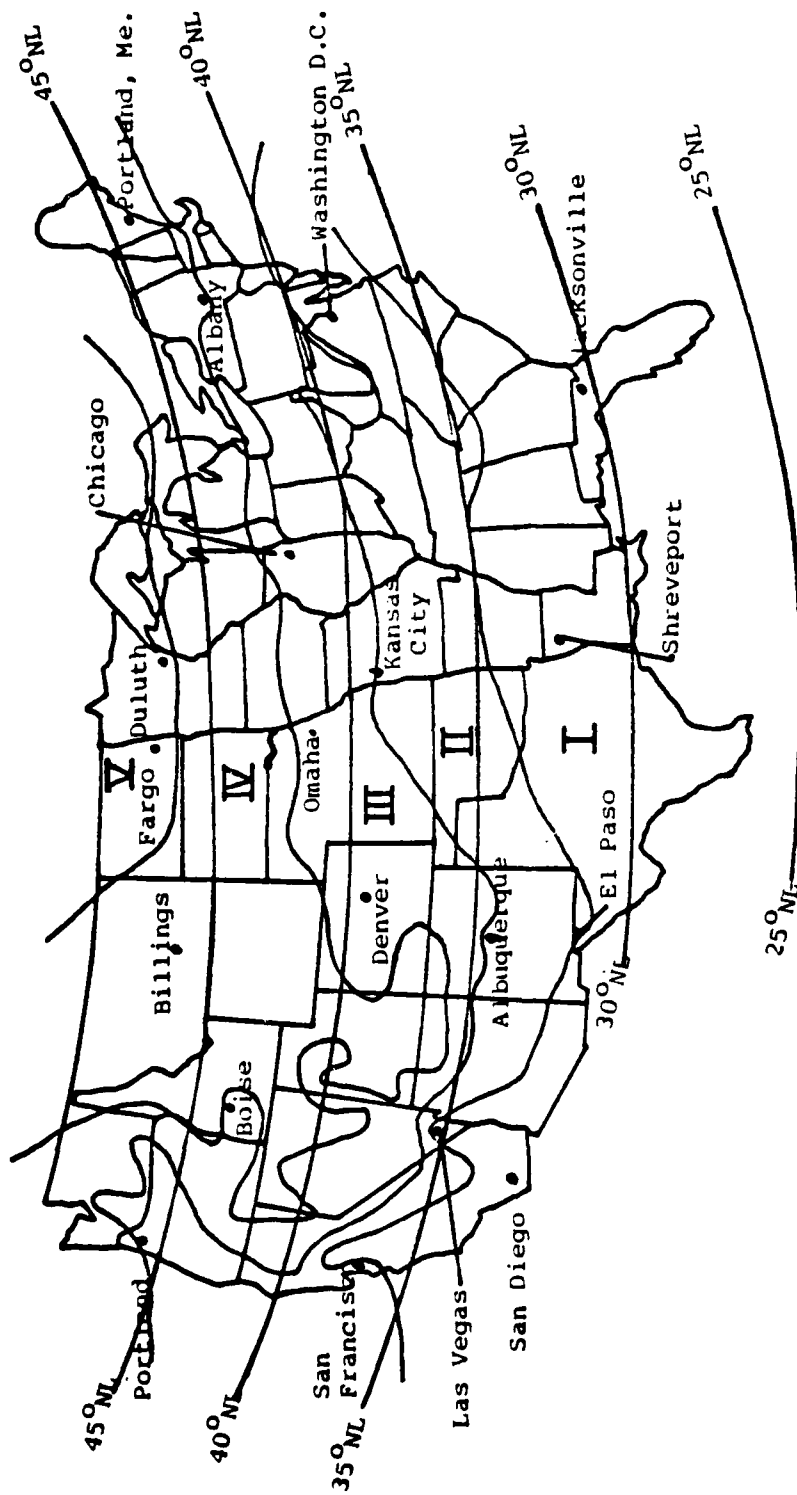 45°NL
Portland, Me.
40°NL
Washington D.C.
35°NL
30°NL
25°NL
Chicago
Albany
Jacksonville
Duluth
Fargo
V
IV
Omaha
III
Kansas
City
II
I
Shreveport
Billings
Denver
Albuquerque
El Paso
30°NL
25°NL
Boise
Portland
45°NL
40°NL
San
Francisco
35°NL
Las Vegas
San Diego